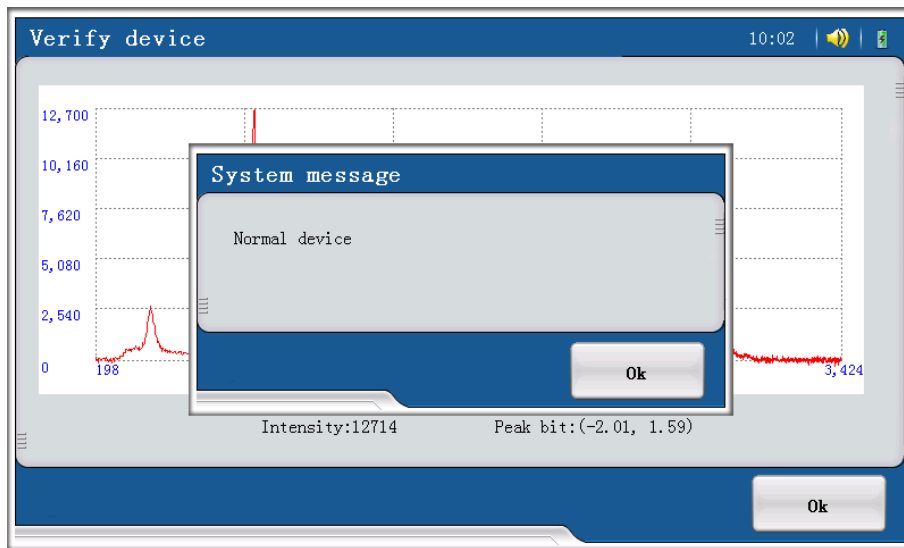 Verify device
10:02
12,700
10,160
7,620
5,080
2,540
0
198
3,424
System message
Normal device
Ok
Intensity:12714
Peak bit:(-2.01, 1.59)
Ok